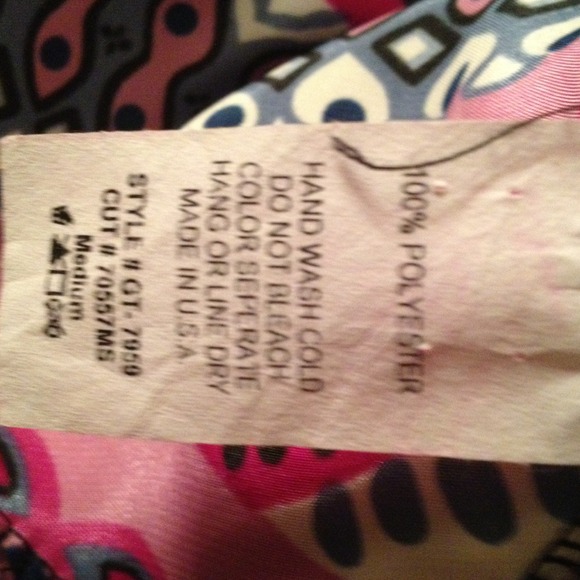 100% POLYESTER
HAND WASH COLD
DO NOT BLEACH
COLOR SEPERATE
HANG OR LINE DRY
MADE IN U.S.A
STYLE # GT- 7959
CUT # 70557MS
Medium